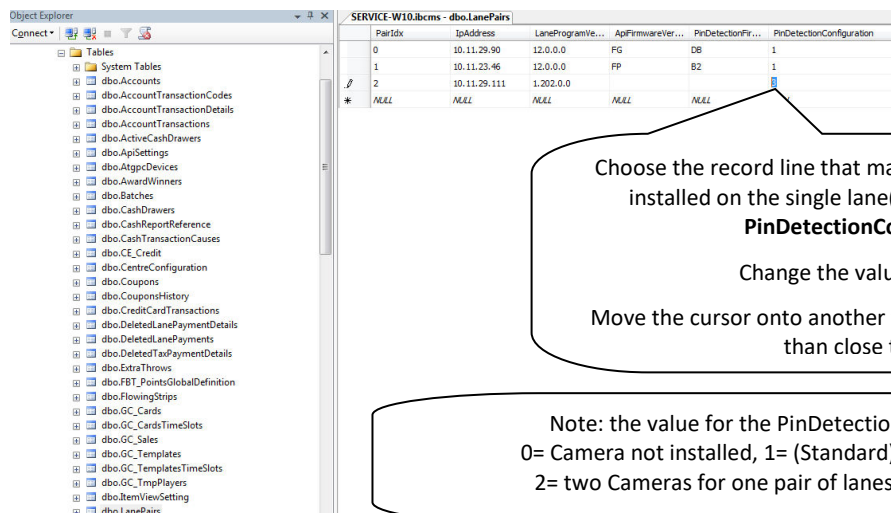 Object Explorer
Connect
Tables
System Tables
dbo.Accounts
dbo.AccountTransactionCodes
dbo.AccountTransactionDetails
dbo.AccountTransactions
dbo.ActiveCashDrawers
dbo.ApiSettings
dbo.AtgpcDevices
dbo.AwardWinners
dbo.Batches
dbo.CashDrawers
dbo.CashReportReference
dbo.CashTransactionCauses
dbo.CE_Credit
dbo.CentreConfiguration
dbo.Coupons
dbo.CouponsHistory
dbo.CreditCardTransactions
dbo.DeletedLanePaymentDetails
dbo.DeletedLanePayments
dbo.DeletedTaxPaymentDetails
dbo.ExtraThrows
dbo.FBT_PointsGlobalDefinition
dbo.FlowingStrips
dbo.GC_Cards
dbo.GC_CardsTimeSlots
dbo.GC_Sales
dbo.GC_Templates
dbo.GC_TemplatesTimeSlots
dbo.GC_TmpPlayers
dbo.ItemViewSetting
dbo.LanePairs
SERVICE-W10.ibcms - dbo.LanePairs
PairIdx IpAddress LaneProgramVe... ApiFirmwareVer... PinDetectionFir... PinDetectionConfiguration
0 10.11.29.90 12.0.0.0 FG DB 1
1 10.11.23.46 12.0.0.0 FP B2 1
2 10.11.29.111 1.202.0.0
NULL NULL NULL NULL NULL
Choose the record line that ma
installed on the single lane(
PinDetectionCo
Change the valu
Move the cursor onto another
than close t
Note: the value for the PinDetectio
0= Camera not installed, 1= (Standard)
2= two Cameras for one pair of lanes